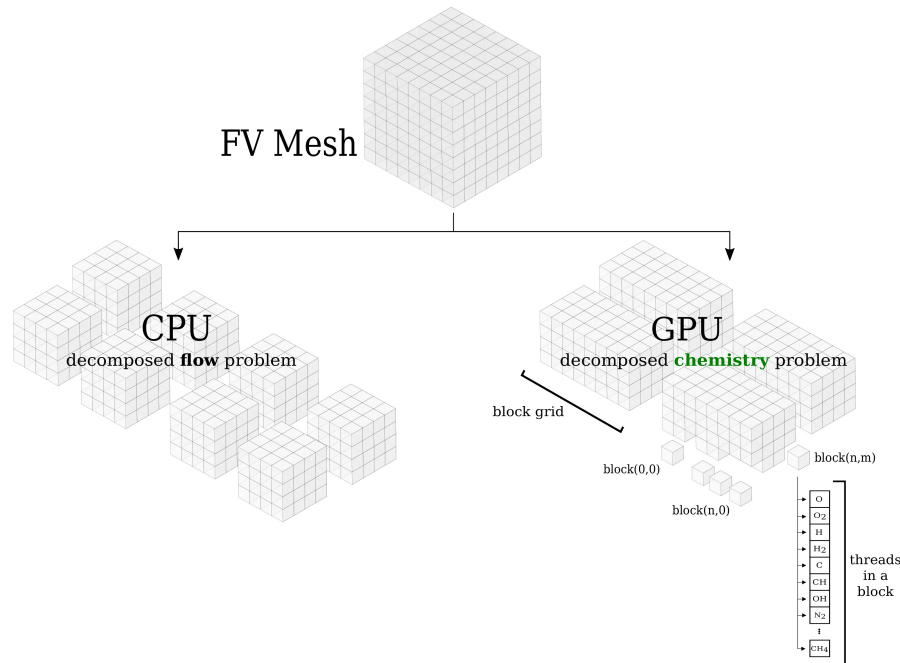 FV Mesh
CPU
decomposed flow problem
GPU
decomposed chemistry problem
block grid
block(0,0)
block(n,0)
block(n,m)
O
O2
H
H2
C
CH
OH
N2
⋮
CH4
threads
in a
block